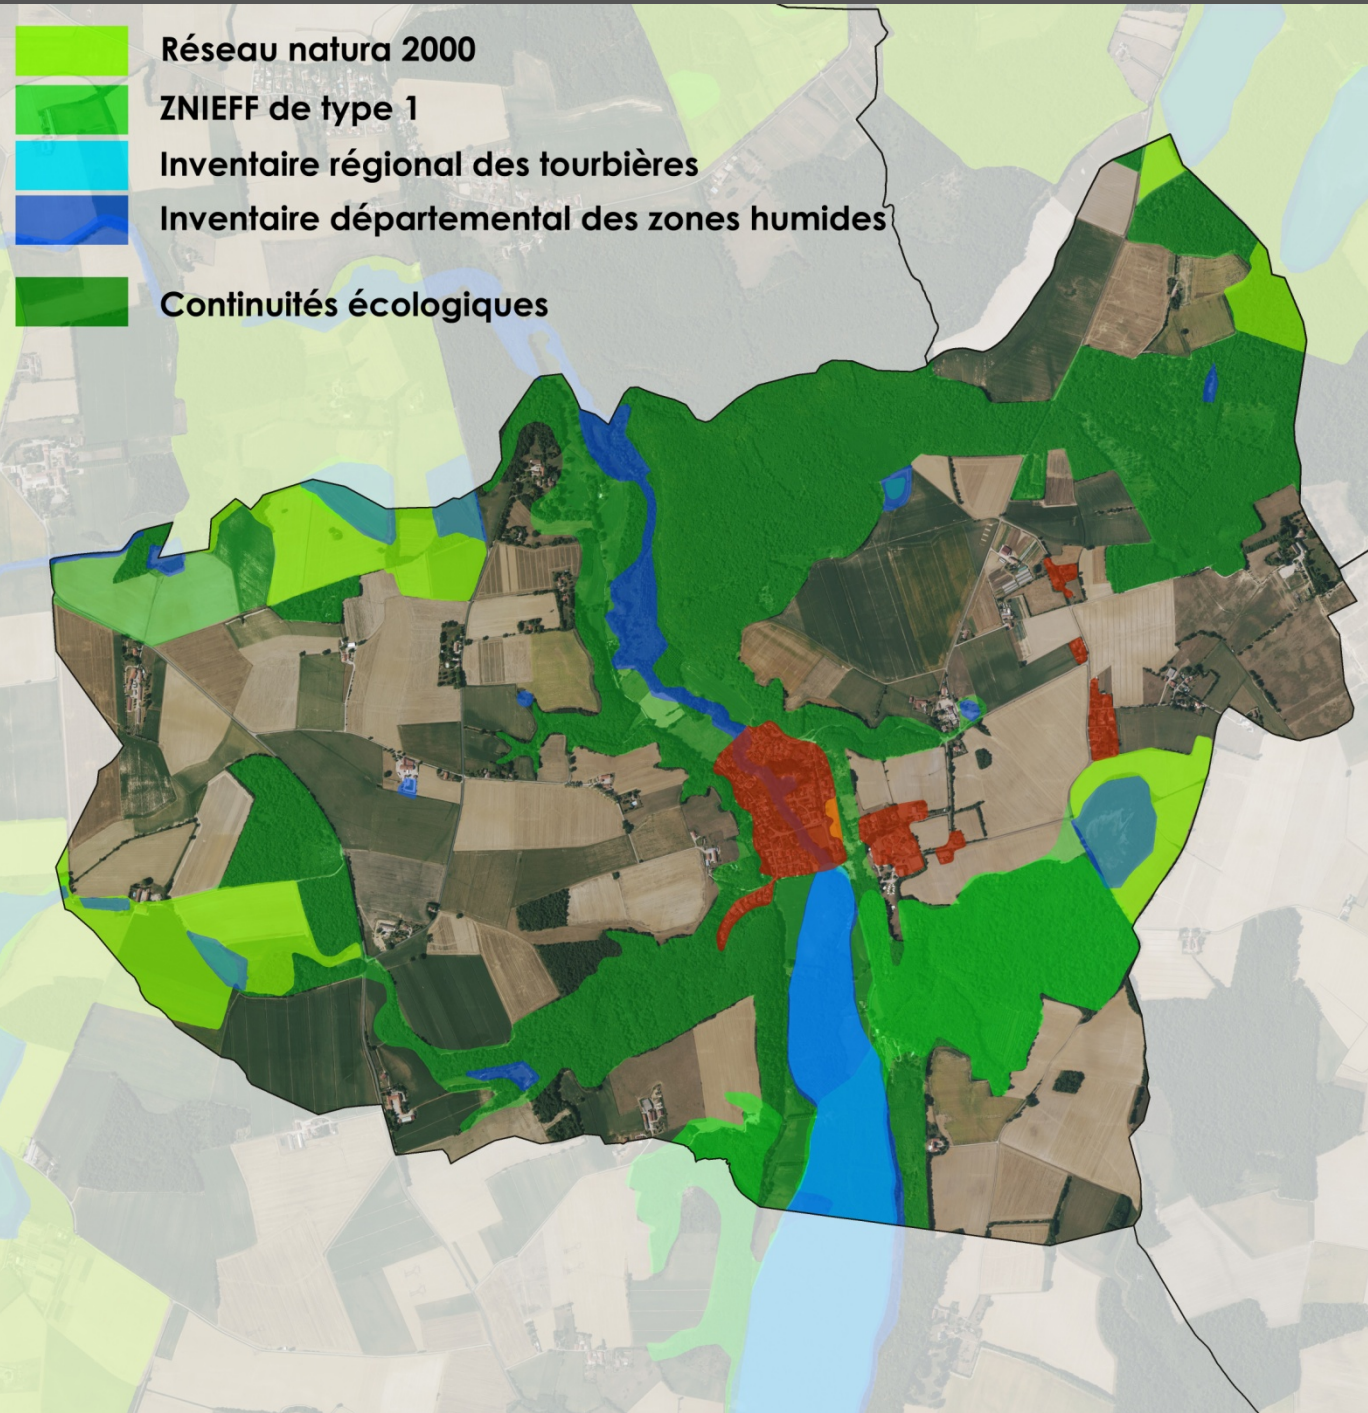 Réseau natura 2000
ZNIEFF de type 1
Inventaire régional des tourbières
Inventaire départemental des zones humides
Continuités écologiques